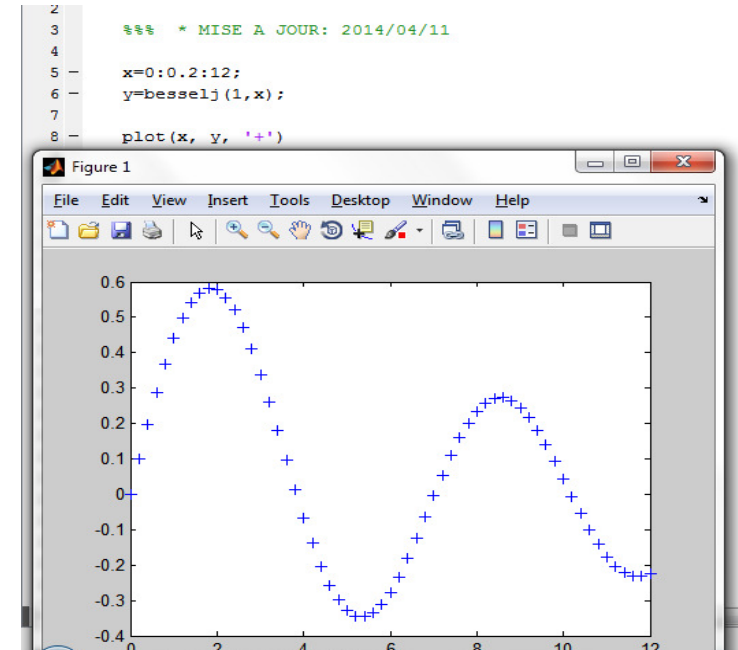 2
3 %%% * MISE A JOUR: 2014/04/11
4
5 - x=0:0.2:12;
6 - y=besselj(1,x);
7
8 - plot(x, y, '+')
Figure 1
File Edit View Insert Tools Desktop Window Help
0.6
0.5
0.4
0.3
0.2
0.1
0
-0.1
-0.2
-0.3
-0.4
0 2 4 6 8 10 12